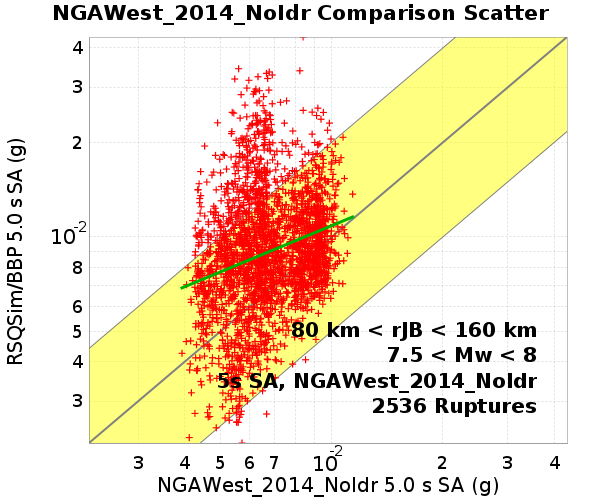 NGAWest_2014_NoIdr Comparison Scatter
RSQSim/BBP 5.0 s SA (g)
4
3
2
10-2
8
7
6
5
4
3
80 km < rJB < 160 km
7.5 < Mw < 8
5s SA, NGAWest_2014_NoIdr
2536 Ruptures
3 4 5 6 7 10-2 2 3 4
NGAWest_2014_NoIdr 5.0 s SA (g)